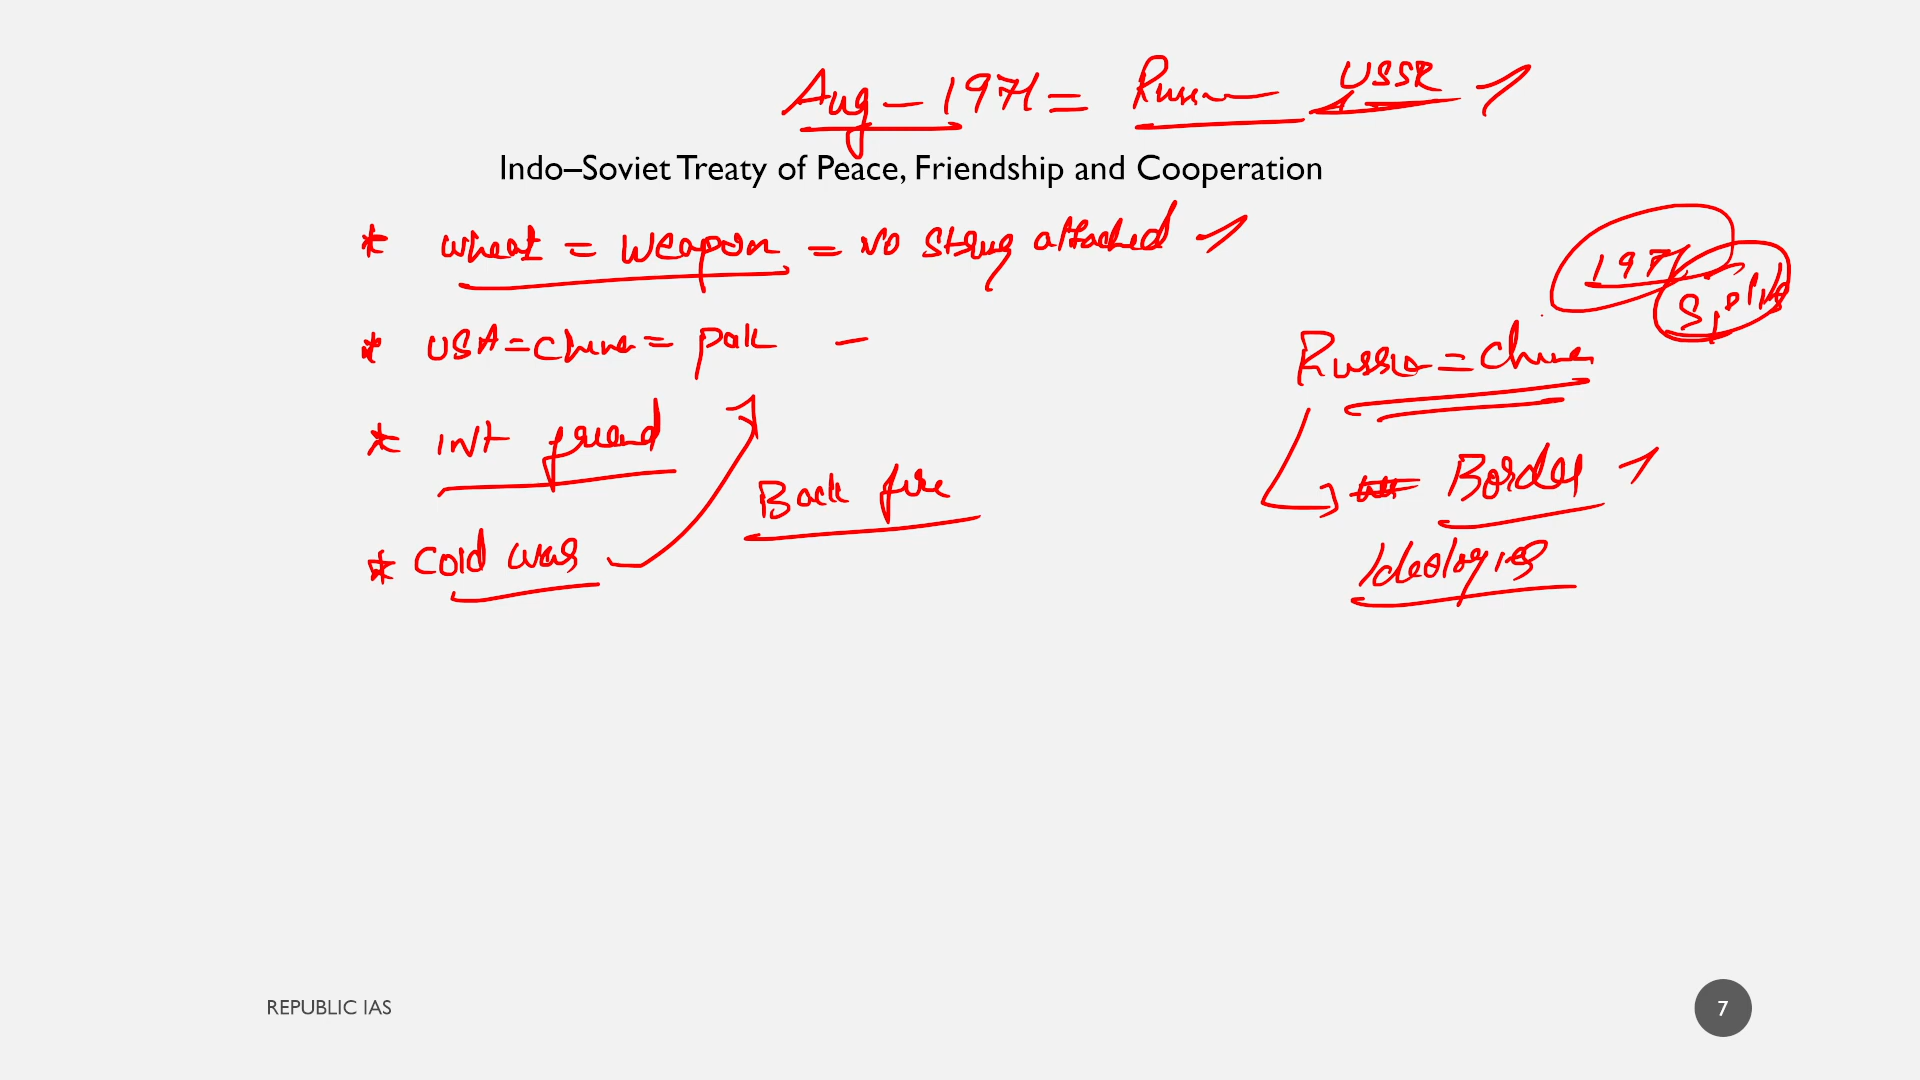 Aug - 1971 = Russia USSR
Indo–Soviet Treaty of Peace, Friendship and Cooperation
* wheat = weapon = No string attached
* USA = China = Pak -
* Int friend
Back fire
* Cold war
1971
Split
Russia = China
Border
Ideologies
REPUBLIC IAS
7